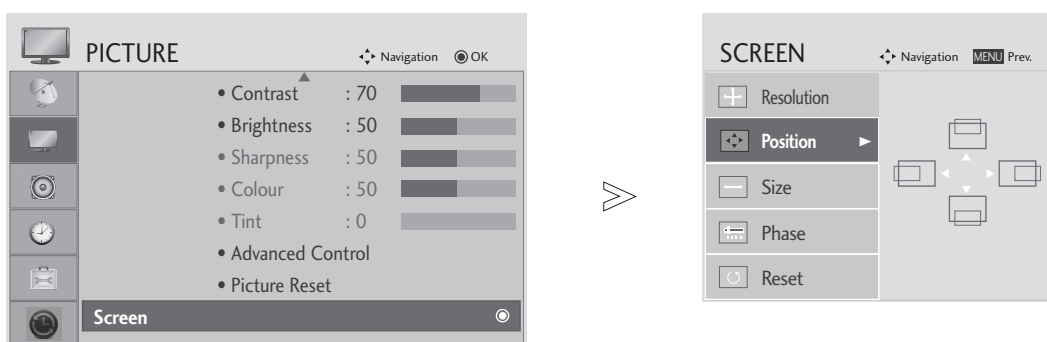 PICTURE
Navigation OK
• Contrast : 70
• Brightness : 50
• Sharpness : 50
• Colour : 50
• Tint : 0
• Advanced Control
• Picture Reset
Screen
SCREEN
Navigation MENU Prev.
Resolution
Position
Size
Phase
Reset